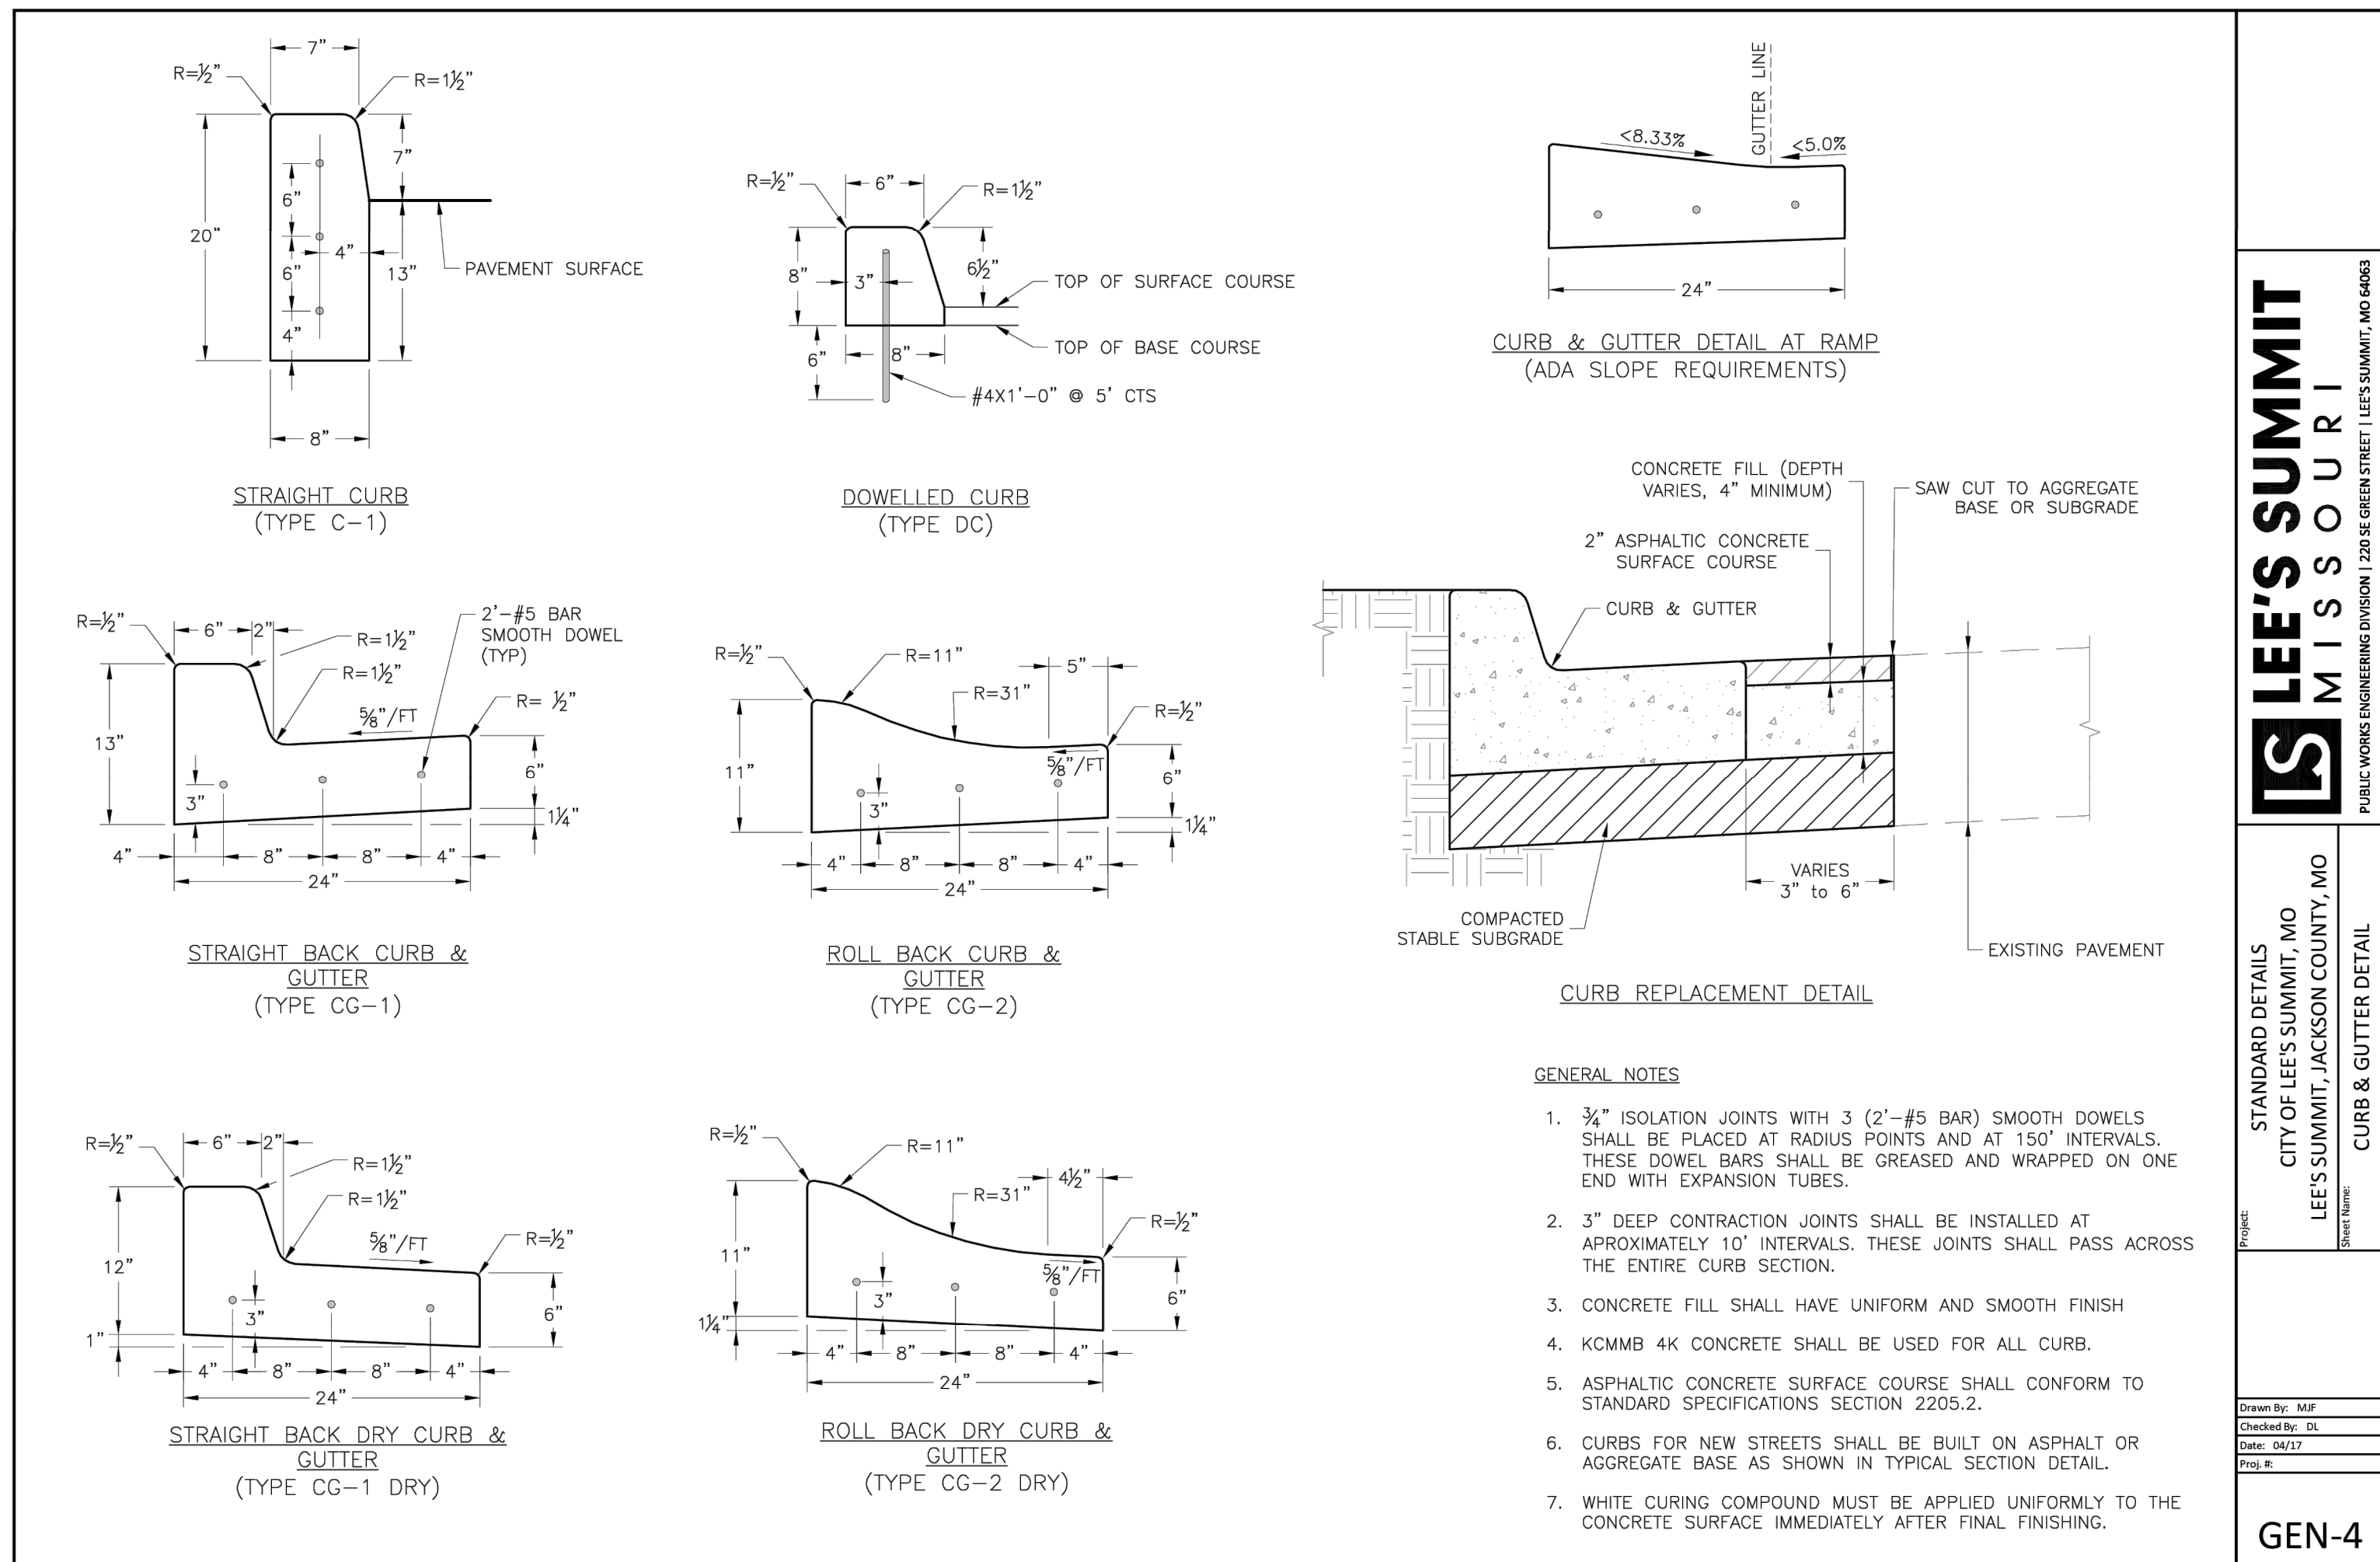 7"
R=½"
R=1½"
7"
6"
20"
4"
6"
13"
PAVEMENT SURFACE
4"
8"
STRAIGHT CURB
(TYPE C-1)
R=½"
6"
R=1½"
8"
3"
6½"
TOP OF SURFACE COURSE
6"
8"
TOP OF BASE COURSE
#4X1'-0" @ 5' CTS
DOWELLED CURB
(TYPE DC)
GUTTER LINE
<8.33%
<5.0%
24"
CURB & GUTTER DETAIL AT RAMP
(ADA SLOPE REQUIREMENTS)
R=½"
6"
2"
R=1½"
R=1½"
2'-#5 BAR
SMOOTH DOWEL
(TYP)
R= ½"
⅝"/FT
13"
6"
3"
1¼"
4"
8"
8"
4"
24"
STRAIGHT BACK CURB &
GUTTER
(TYPE CG-1)
R=½"
R=11"
5"
R=31"
R=½"
11"
⅝"/FT
6"
3"
1¼"
4"
8"
8"
4"
24"
ROLL BACK CURB &
GUTTER
(TYPE CG-2)
CONCRETE FILL (DEPTH
VARIES, 4" MINIMUM)
SAW CUT TO AGGREGATE
BASE OR SUBGRADE
2" ASPHALTIC CONCRETE
SURFACE COURSE
CURB & GUTTER
VARIES
3" to 6"
COMPACTED
STABLE SUBGRADE
EXISTING PAVEMENT
CURB REPLACEMENT DETAIL
R=½"
6"
2"
R=1½"
R=1½"
⅝"/FT
R=½"
12"
3"
6"
1"
4"
8"
8"
4"
24"
STRAIGHT BACK DRY CURB &
GUTTER
(TYPE CG-1 DRY)
R=½"
R=11"
4½"
R=31"
R=½"
11"
⅝"/FT
3"
6"
1¼"
4"
8"
8"
4"
24"
ROLL BACK DRY CURB &
GUTTER
(TYPE CG-2 DRY)
GENERAL NOTES
1. ¾" ISOLATION JOINTS WITH 3 (2'-#5 BAR) SMOOTH DOWELS
SHALL BE PLACED AT RADIUS POINTS AND AT 150' INTERVALS.
THESE DOWEL BARS SHALL BE GREASED AND WRAPPED ON ONE
END WITH EXPANSION TUBES.
2. 3" DEEP CONTRACTION JOINTS SHALL BE INSTALLED AT
APROXIMATELY 10' INTERVALS. THESE JOINTS SHALL PASS ACROSS
THE ENTIRE CURB SECTION.
3. CONCRETE FILL SHALL HAVE UNIFORM AND SMOOTH FINISH
4. KCMMB 4K CONCRETE SHALL BE USED FOR ALL CURB.
5. ASPHALTIC CONCRETE SURFACE COURSE SHALL CONFORM TO
STANDARD SPECIFICATIONS SECTION 2205.2.
6. CURBS FOR NEW STREETS SHALL BE BUILT ON ASPHALT OR
AGGREGATE BASE AS SHOWN IN TYPICAL SECTION DETAIL.
7. WHITE CURING COMPOUND MUST BE APPLIED UNIFORMLY TO THE
CONCRETE SURFACE IMMEDIATELY AFTER FINAL FINISHING.
LS
LEE'S SUMMIT
MISSOURI
PUBLIC WORKS ENGINEERING DIVISION | 220 SE GREEN STREET | LEE'S SUMMIT, MO 64063
Project:
STANDARD DETAILS
CITY OF LEE'S SUMMIT, MO
LEE'S SUMMIT, JACKSON COUNTY, MO
Sheet Name:
CURB & GUTTER DETAIL
Drawn By: MJF
Checked By: DL
Date: 04/17
Proj. #:
GEN-4